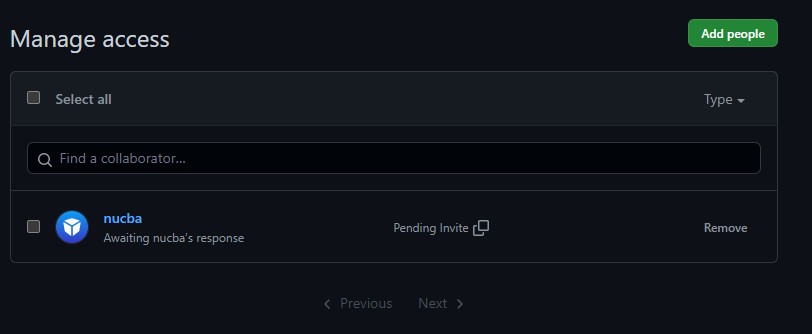 Manage access
Add people
Select all
Type
Find a collaborator...
nucba
Awaiting nucba's response
Pending Invite
Remove
Previous
Next